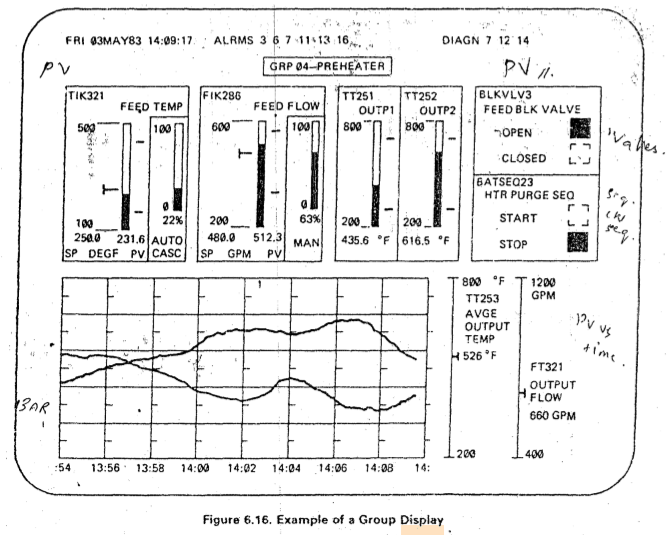 FRI 03MAY83 14:09:17 ALRMS 3 6 7 11 13 16 DIAGN 7 12 14
PV
GRP 04—PREHEATER
PV
TIK321
FEED TEMP
500
100
100
0
22%
250.0 231.6
AUTO
SP DEGF PV
CASC
FIK286
FEED FLOW
600
100
200
0
63%
480.0 512.3
MAN
SP GPM PV
TT251
OUTP1
800
200
435.6 °F
TT252
OUTP2
800
200
616.5 °F
BLKVLV3
FEED BLK VALVE
OPEN
CLOSED
Valves.
6ATSEQ23
HTR PURGE SEQ
START
STOP
seq.
1
800 °F
TT253
AVGE
OUTPUT
TEMP
526 °F
200
1200
GPM
FT321
OUTPUT
FLOW
660 GPM
400
PV vs
time.
BAR
:54 13:56 13:58 14:00 14:02 14:04 14:06 14:08 14:
Figure 6.16. Example of a Group Display